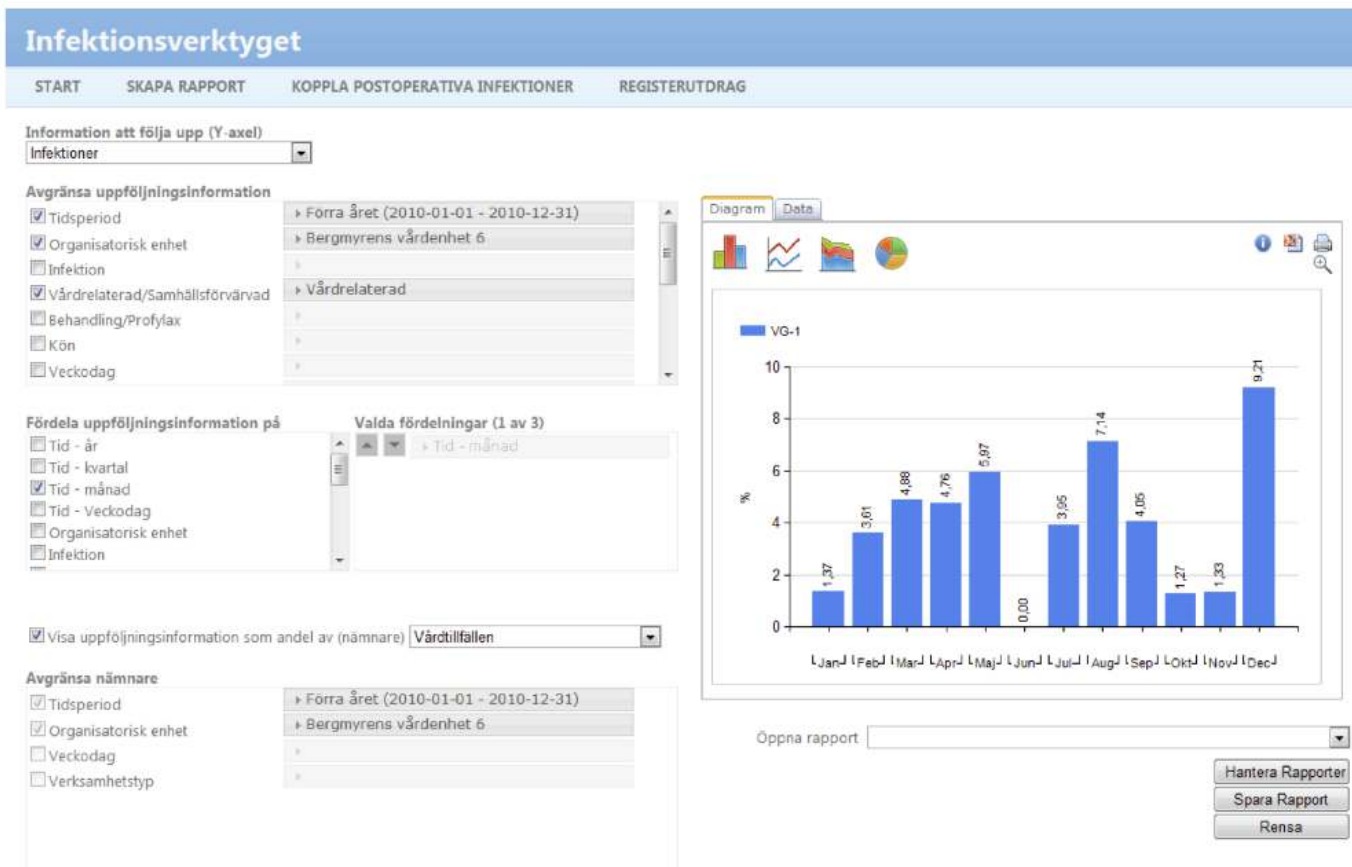 Infektionsverktyget
START SKAPA RAPPORT KOPPLA POSTOPERATIVA INFEKTIONER REGISTERUTDRAG
Information att följa upp (Y-axel)
Infektioner
Avgränsa uppföljningsinformation
Tidsperiod Förra året (2010-01-01 - 2010-12-31)
Organisatorisk enhet Bergmyrens vårdenhet 6
Infektion
Vårdrelaterad/Samhällsförvärvad Vårdrelaterad
Behandling/Profylax
Kön
Veckodag
Fördela uppföljningsinformation på
Tid - år
Tid - kvartal
Tid - månad
Tid - Veckodag
Organisatorisk enhet
Infektion
Valda fördelningar (1 av 3)
Tid - månad
Visa uppföljningsinformation som andel av (nämnare) Vårdtillfällen
Avgränsa nämnare
Tidsperiod Förra året (2010-01-01 - 2010-12-31)
Organisatorisk enhet Bergmyrens vårdenhet 6
Veckodag
Verksamhetstyp
Diagram Data
VG-1
%
10
8
6
4
2
0
1,37 3,61 4,88 4,76 5,97 0,00 3,95 7,14 4,05 1,27 1,33 9,21
Jan Feb Mar Apr Maj Jun Jul Aug Sep Okt Nov Dec
Öppna rapport
Hantera Rapporter
Spara Rapport
Rensa